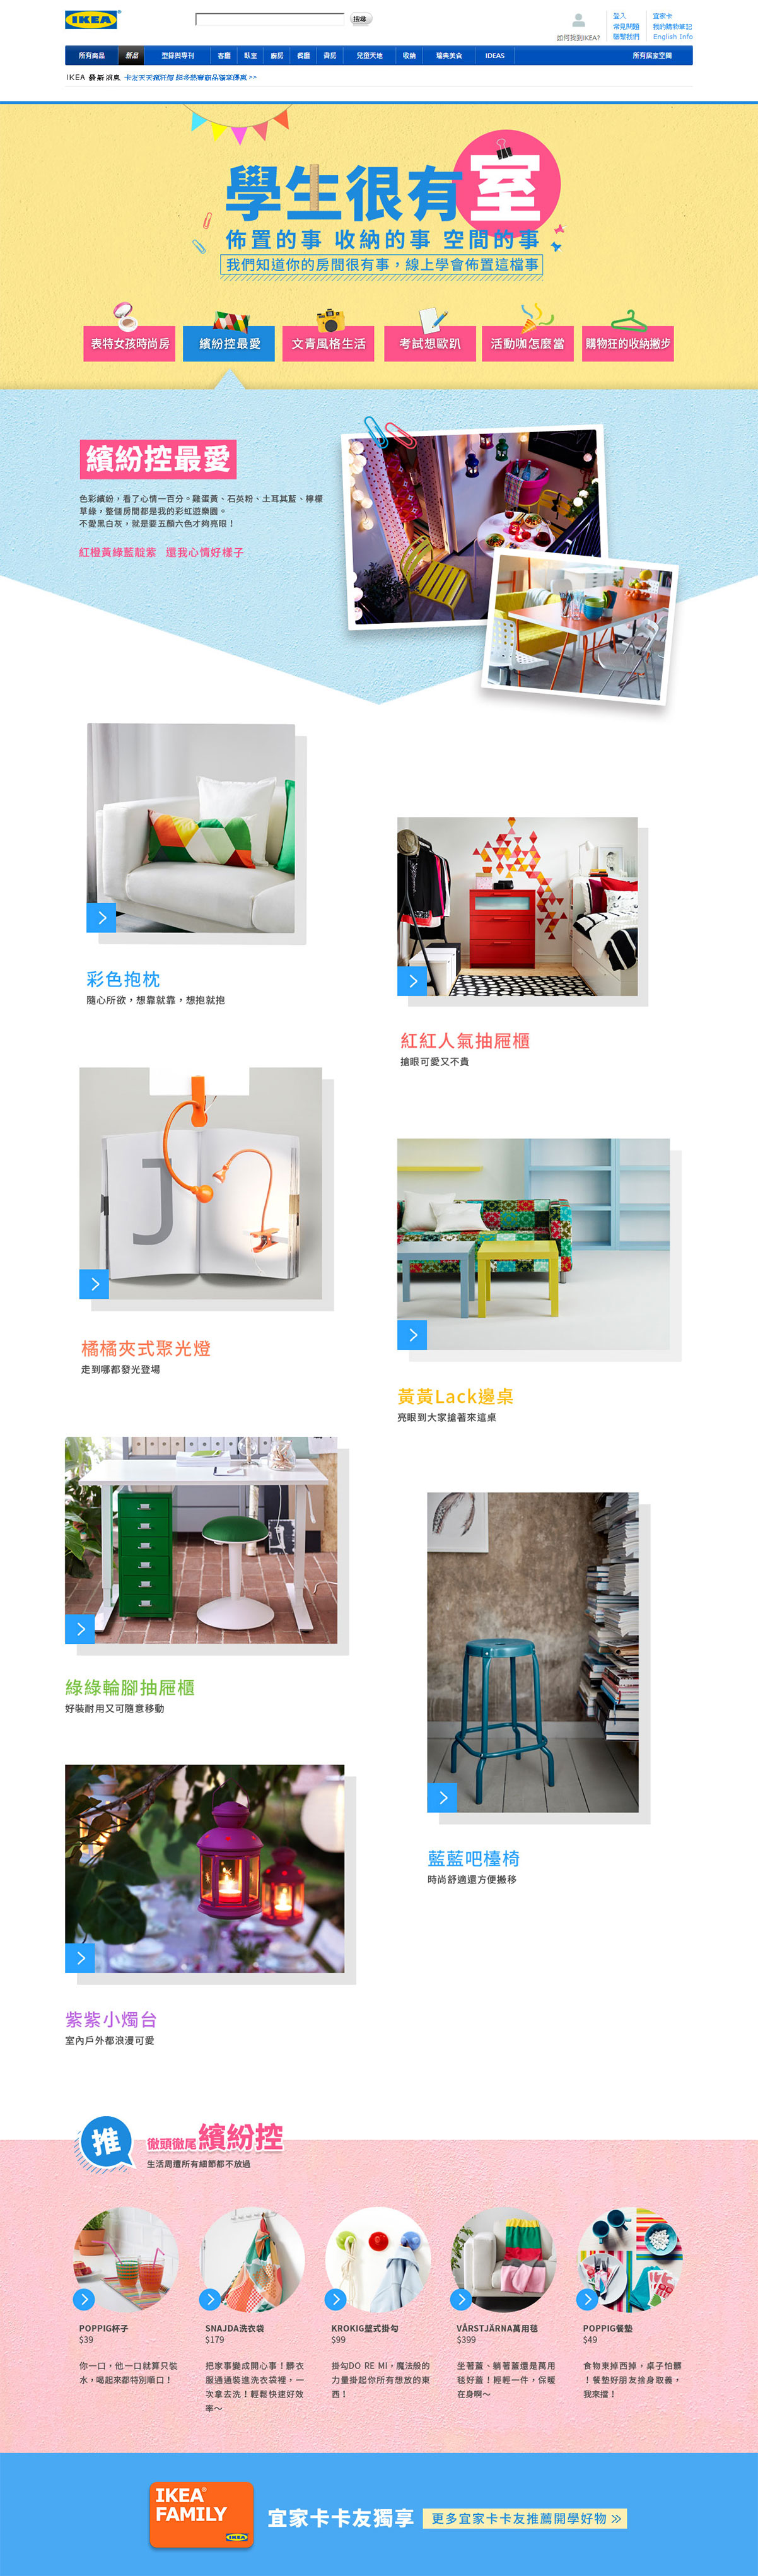 IKEA
搜尋
如何找到IKEA?
登入
常見問題
聯繫我們
宜家卡
我的購物筆記
English Info
所有商品
新品
型錄與專刊
客廳
臥室
廚房
餐廳
書房
兒童天地
收納
瑞典美食
IDEAS
所有居家空間
IKEA 最新消息
學生很有室
佈置的事 收納的事 空間的事
我們知道你的房間很有事,線上學會佈置這檔事
表特女孩時尚房
繽紛控最愛
文青風格生活
考試想歐趴
活動咖怎麼當
購物狂的收納撇步
繽紛控最愛
色彩繽紛,看了心情一百分。雞蛋黃、石英粉、土耳其藍、檸檬
草綠,整個房間都是我的彩虹遊樂園。
不愛黑白灰,就是要五顏六色才夠亮眼!
紅橙黃綠藍靛紫 還我心情好樣子
彩色抱枕
隨心所欲,想靠就靠,想抱就抱
紅紅人氣抽屜櫃
搶眼可愛又不貴
J
橘橘夾式聚光燈
走到哪都發光登場
黃黃Lack邊桌
亮眼到大家搶著來這桌
綠綠輪腳抽屜櫃
好裝耐用又可隨意移動
藍藍吧檯椅
時尚舒適還方便搬移
紫紫小燭台
室內戶外都浪漫可愛
推
徹頭徹尾繽紛控
生活周遭所有細節都不放過
POPPIG杯子
$39
你一口,他一口就算只裝
水,喝起來都特別順口!
SNAJDA洗衣袋
$179
把家事變成開心事!髒衣
服通通裝進洗衣袋裡,一
次拿去洗!輕鬆快速好效
率~
KROKIG壁式掛勾
$99
掛勾DO RE MI,魔法般的
力量掛起你所有想放的東
西!
VÅRSTJÄRNA萬用毯
$399
坐著蓋、躺著蓋還是萬用
毯好蓋!輕輕一件,保暖
在身啊~
POPPIG餐墊
$49
食物東掉西掉,桌子怕髒
!餐墊好朋友捨身取義,
我來擋!
IKEA
FAMILY
IKEA
宜家卡卡友獨享
更多宜家卡卡友推薦開學好物 >>